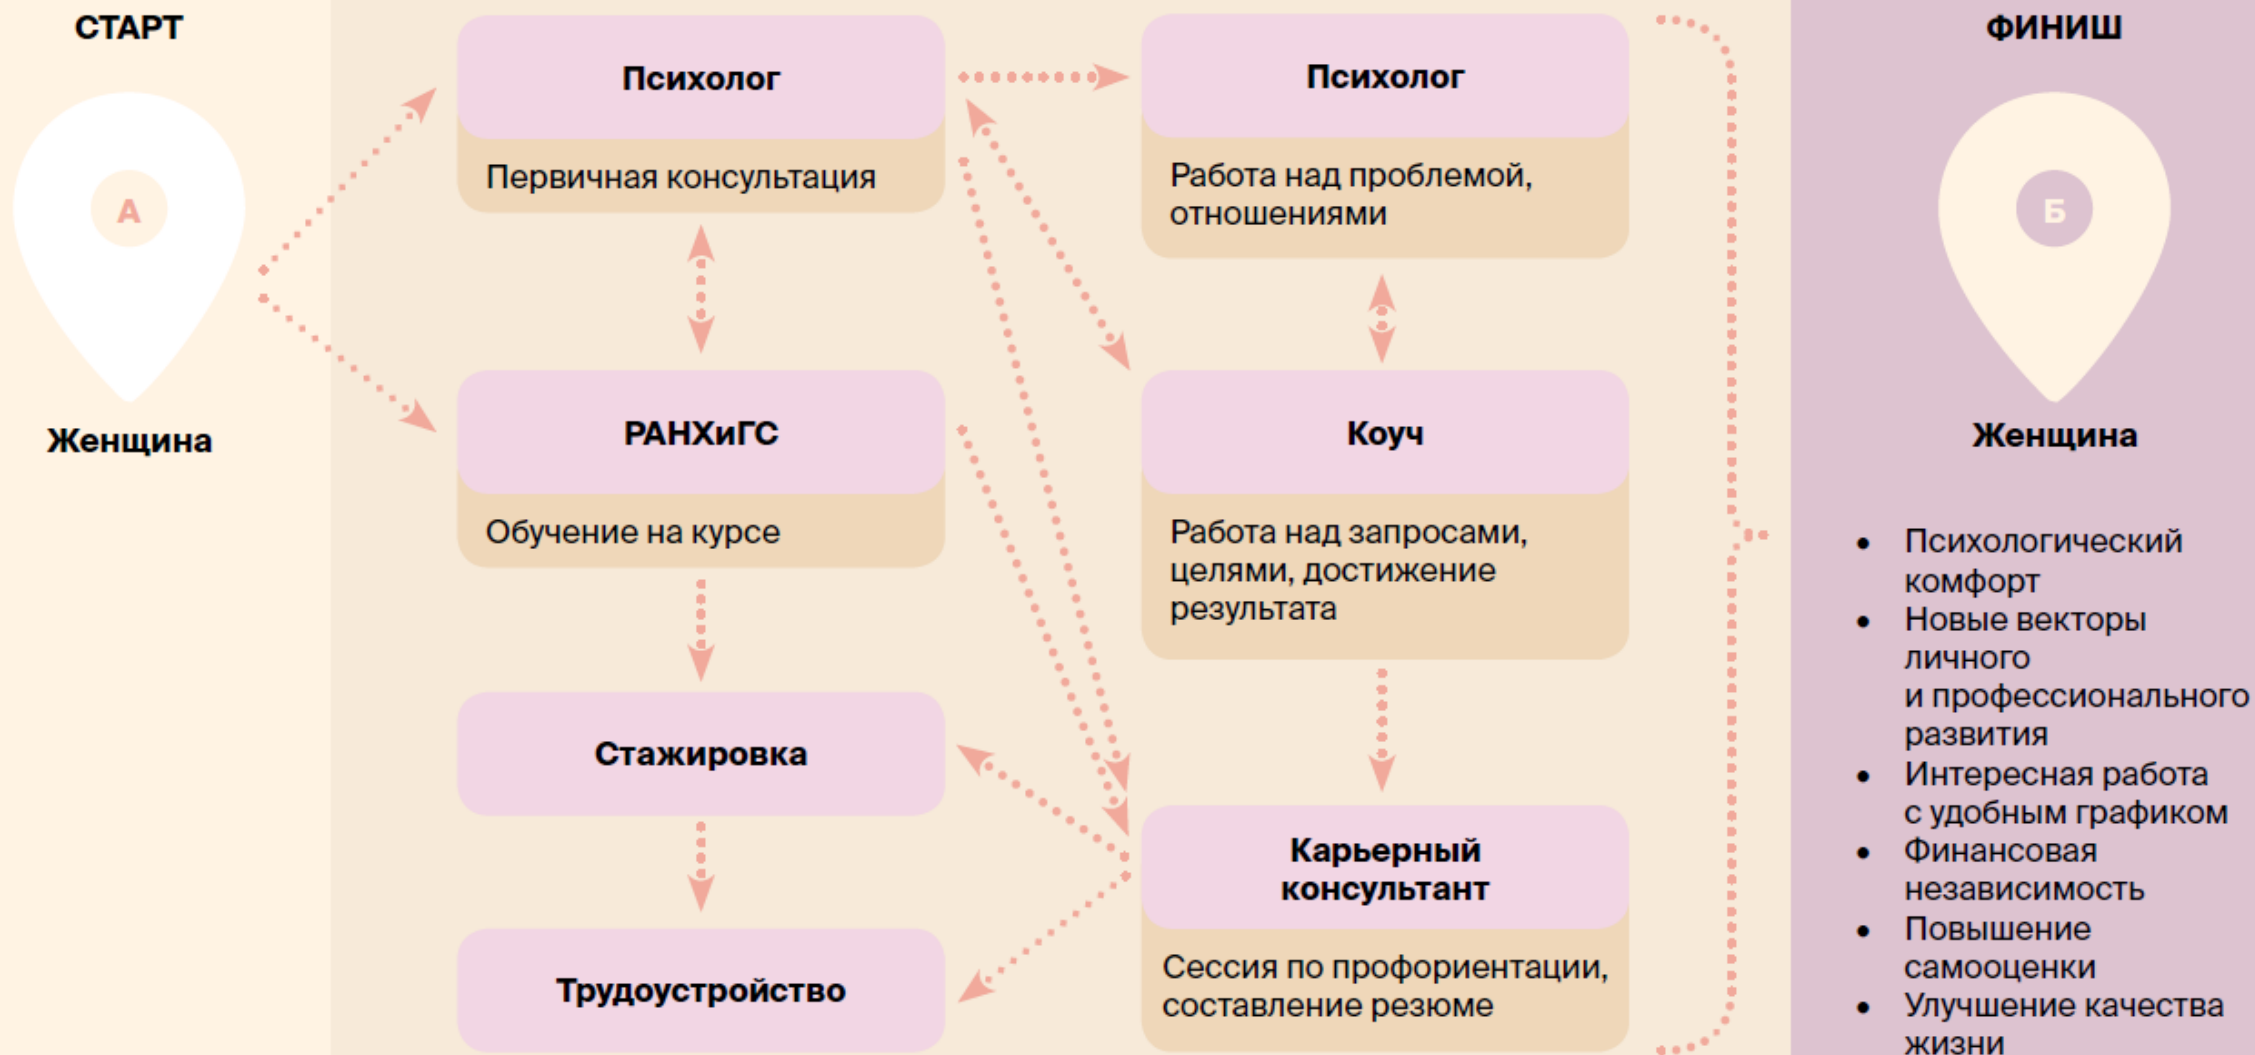 СТАРТ
А
Женщина
Психолог
Первичная консультация
РАНХиГС
Обучение на курсе
Стажировка
Трудоустройство
Психолог
Работа над проблемой,
отношениями
Коуч
Работа над запросами,
целями, достижение
результата
Карьерный
консультант
Сессия по профориентации,
составление резюме
ФИНИШ
Б
Женщина
• Психологический
комфорт
• Новые векторы
личного
и профессионального
развития
• Интересная работа
с удобным графиком
• Финансовая
независимость
• Повышение
самооценки
• Улучшение качества
жизни